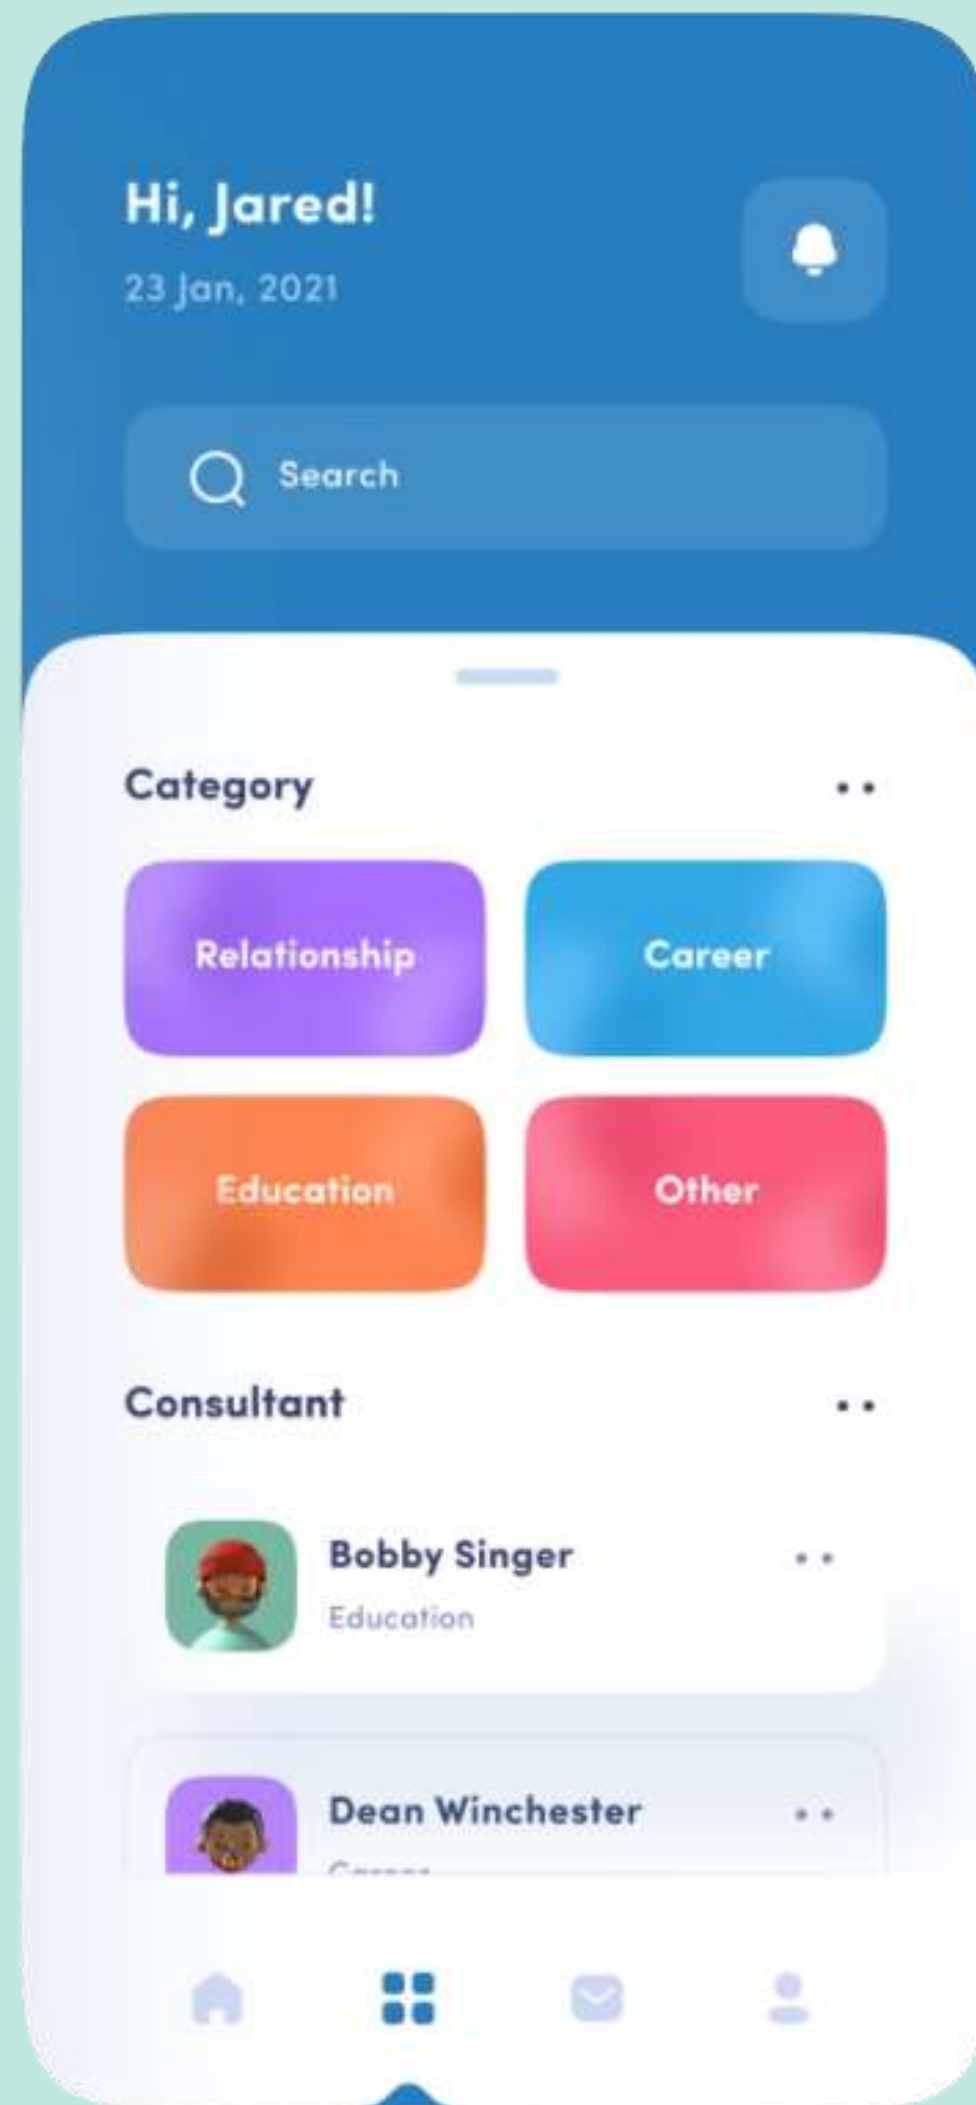 Hi, Jared!
23 Jan, 2021
Search
Category
Relationship
Career
Education
Other
Consultant
Bobby Singer
Education
Dean Winchester